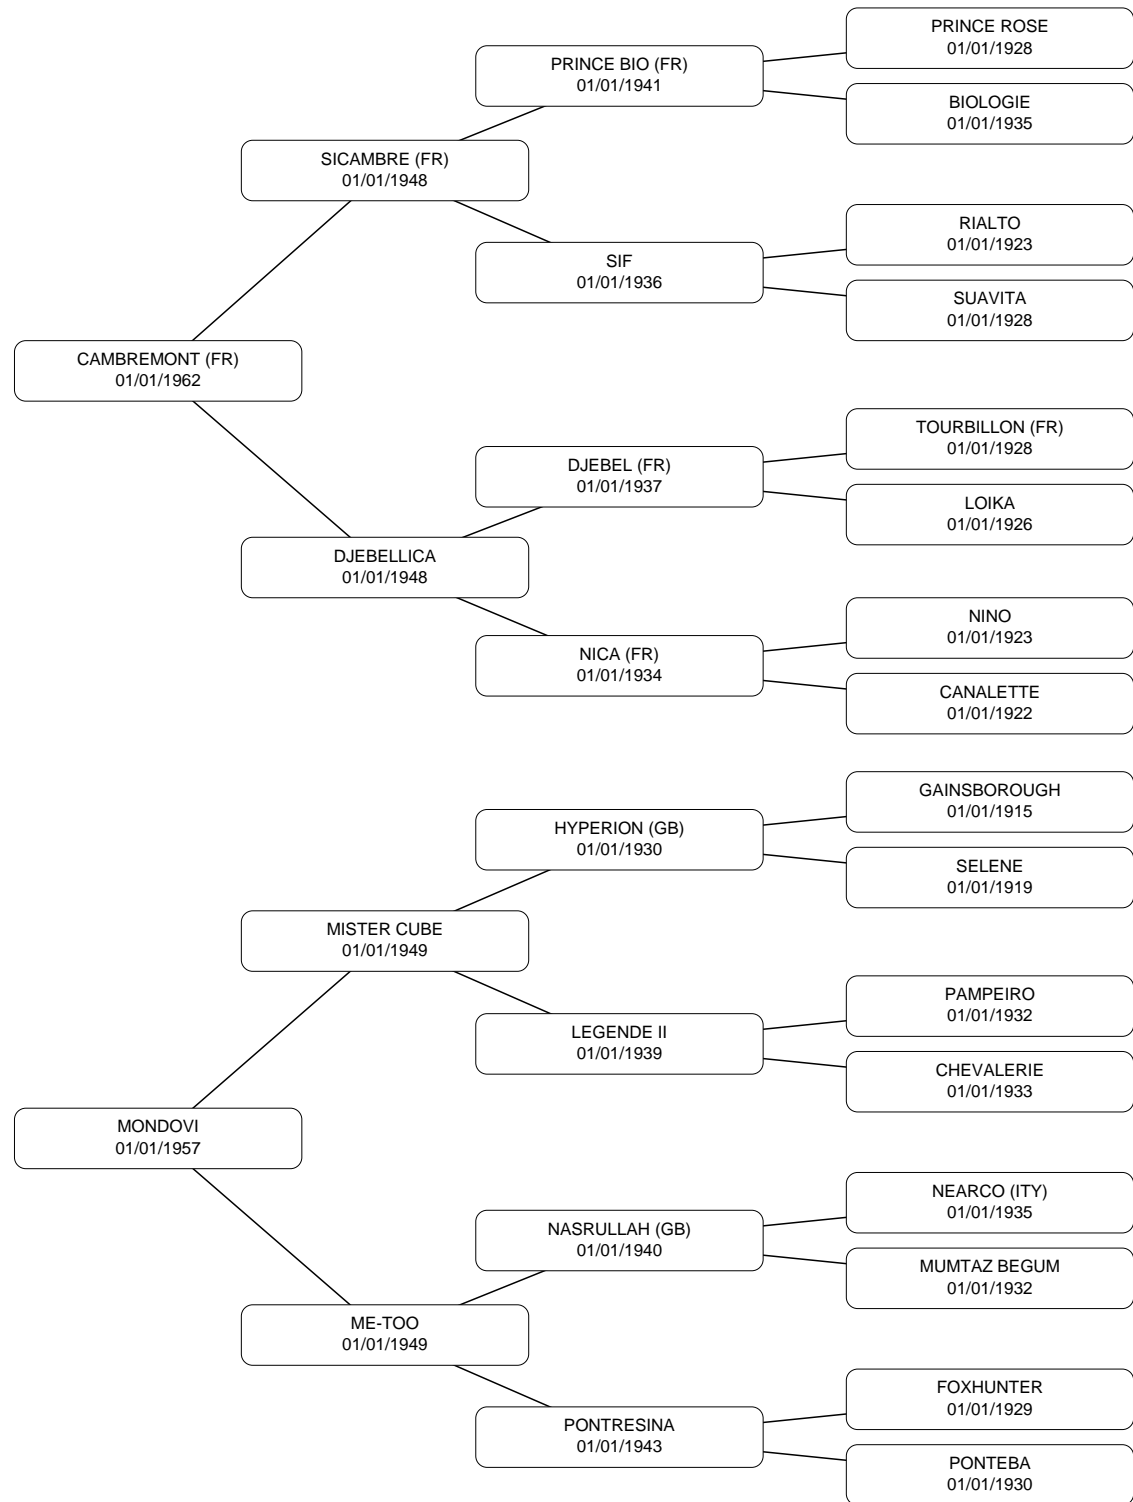 PRINCE ROSE
01/01/1928
PRINCE BIO (FR)
01/01/1941
BIOLOGIE
01/01/1935
SICAMBRE (FR)
01/01/1948
RIALTO
01/01/1923
SIF
01/01/1936
SUAVITA
01/01/1928
CAMBREMONT (FR)
01/01/1962
TOURBILLON (FR)
01/01/1928
DJEBEL (FR)
01/01/1937
LOIKA
01/01/1926
DJEBELLICA
01/01/1948
NINO
01/01/1923
NICA (FR)
01/01/1934
CANALETTE
01/01/1922
GAINSBOROUGH
01/01/1915
HYPERION (GB)
01/01/1930
SELENE
01/01/1919
MISTER CUBE
01/01/1949
PAMPEIRO
01/01/1932
LEGENDE II
01/01/1939
CHEVALERIE
01/01/1933
MONDOVI
01/01/1957
NEARCO (ITY)
01/01/1935
NASRULLAH (GB)
01/01/1940
MUMTAZ BEGUM
01/01/1932
ME-TOO
01/01/1949
FOXHUNTER
01/01/1929
PONTRESINA
01/01/1943
PONTEBA
01/01/1930